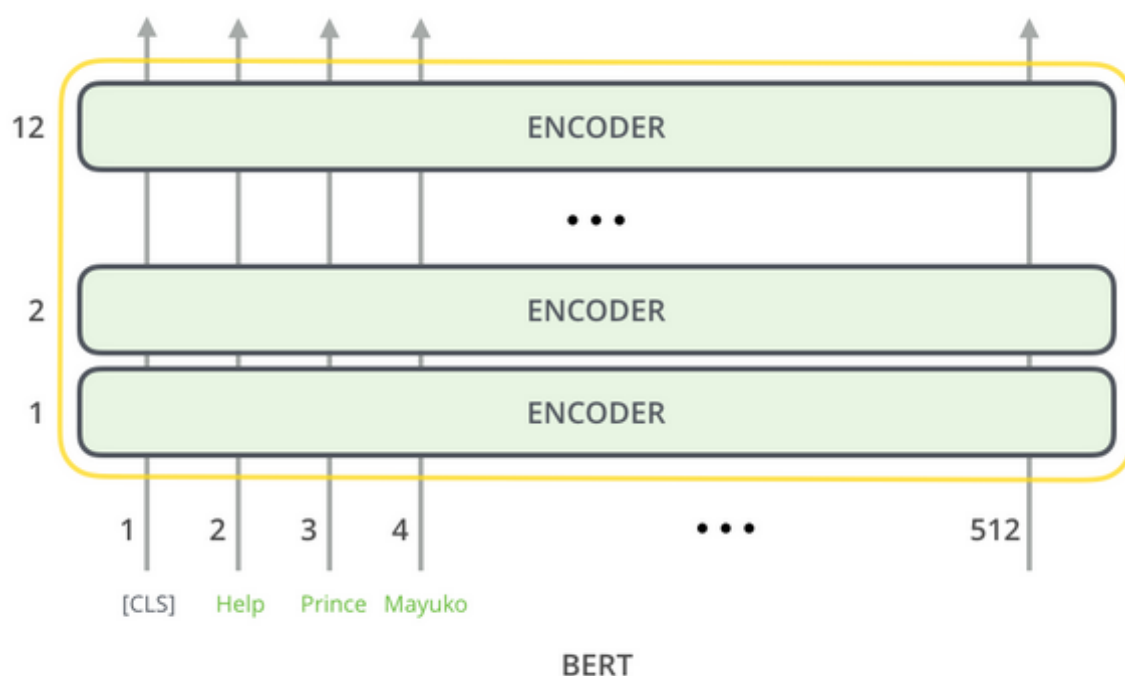 12 ENCODER
...
2 ENCODER
1 ENCODER
1 2 3 4 ... 512
[CLS] Help Prince Mayuko
BERT